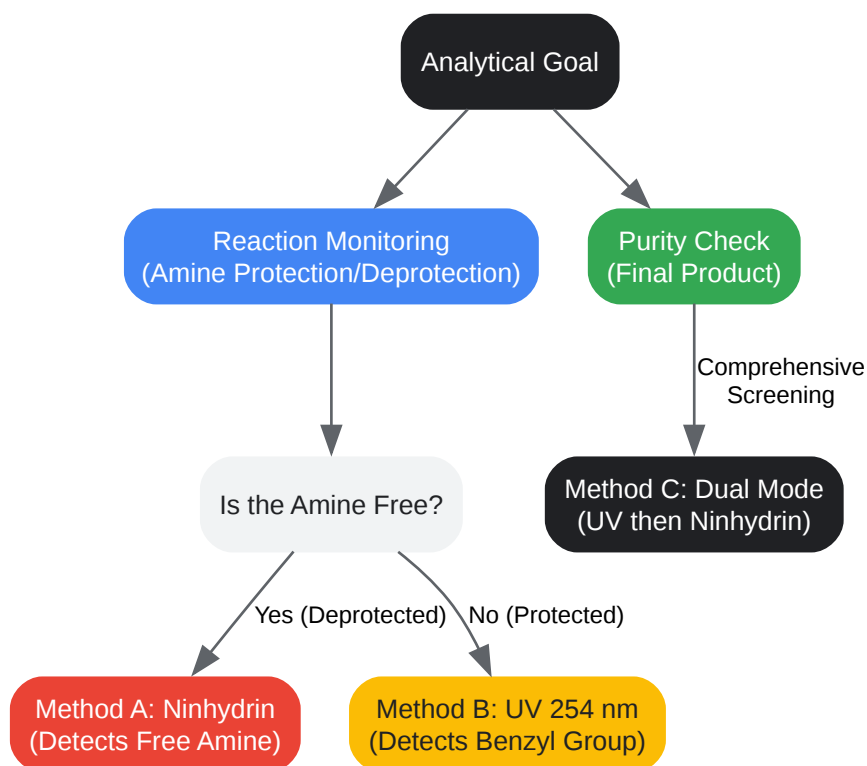 Analytical Goal
Reaction Monitoring
(Amine Protection/Deprotection)
Purity Check
(Final Product)
Comprehensive
Screening
Is the Amine Free?
Method C: Dual Mode
(UV then Ninhydrin)
Yes (Deprotected)
No (Protected)
Method A: Ninhydrin
(Detects Free Amine)
Method B: UV 254 nm
(Detects Benzyl Group)